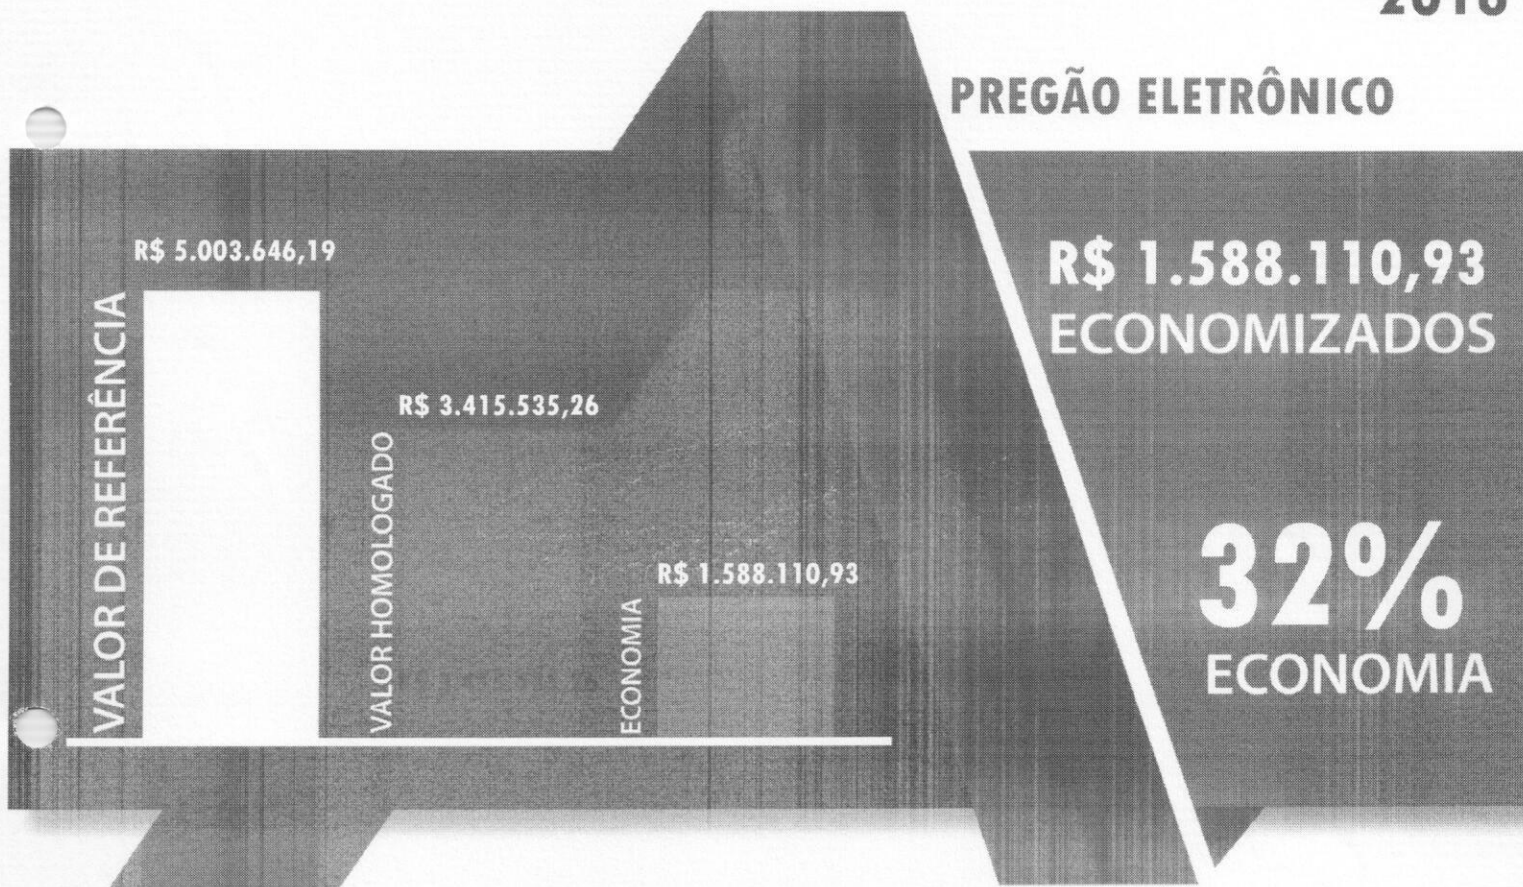 PREGÃO ELETRÔNICO
R$ 5.003.646,19
VALOR DE REFERÊNCIA
R$ 3.415.535,26
VALOR HOMOLOGADO
R$ 1.588.110,93
ECONOMIA
R$ 1.588.110,93
ECONOMIZADOS
32%
ECONOMIA